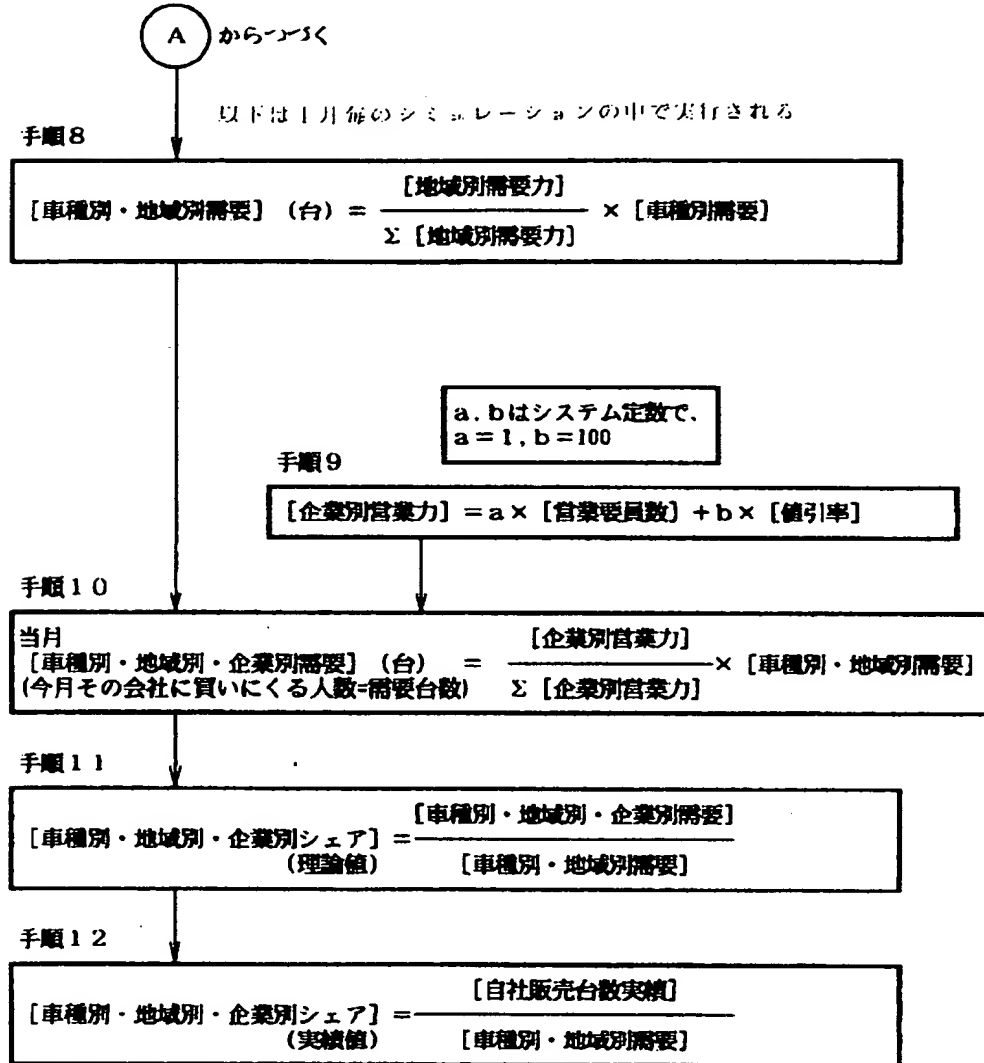 A から
以下は1月毎のシミュレーションの中で実行される
手順8
[地域別需要力]
[車種別・地域別需要] (台) = × [車種別需要]
Σ [地域別需要力]
a.bはシステム定数で、
a=1,b=100
手順9
[企業別営業力] =a× [営業要員数] +b× [値引率]
手順10
当月
[企業別営業力]
[車種別・地域別・企業別需要] (台) = × [車種別・地域別需要]
(今月その会社に買いにくる人数=需要台数) Σ [企業別営業力]
手順11
[車種別・地域別・企業別需要]
[車種別・地域別・企業別シェア] =
(理論値) [車種別・地域別需要]
手順12
[自社販売台数実績]
[車種別・地域別・企業別シェア] =
(実績値) [車種別・地域別需要]